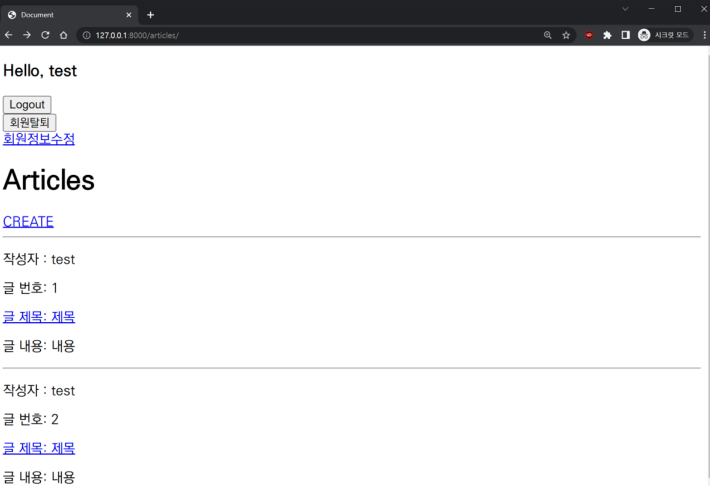 Document
127.0.0.1:8000/articles/
시크릿 모드
Hello, test
Logout
회원탈퇴
회원정보수정
Articles
CREATE
작성자 : test
글 번호: 1
글 제목: 제목
글 내용: 내용
작성자 : test
글 번호: 2
글 제목: 제목
글 내용: 내용